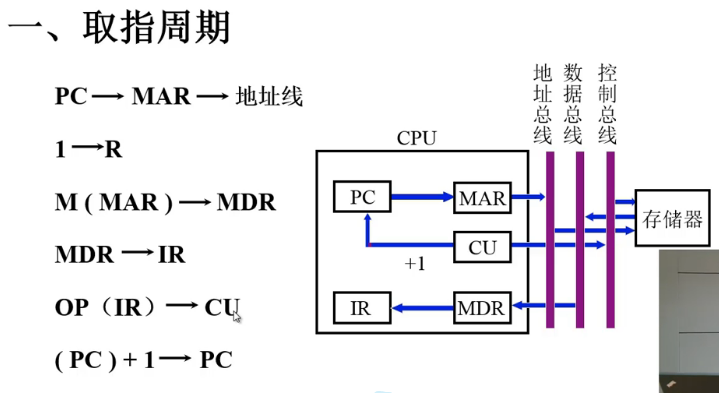 一、取指周期
PC → MAR → 地址线
1 → R
M ( MAR ) → MDR
MDR → IR
OP（IR）→ CU
( PC ) + 1 → PC
地址总线
数据总线
控制总线
CPU
PC
MAR
CU
+1
IR
MDR
存储器